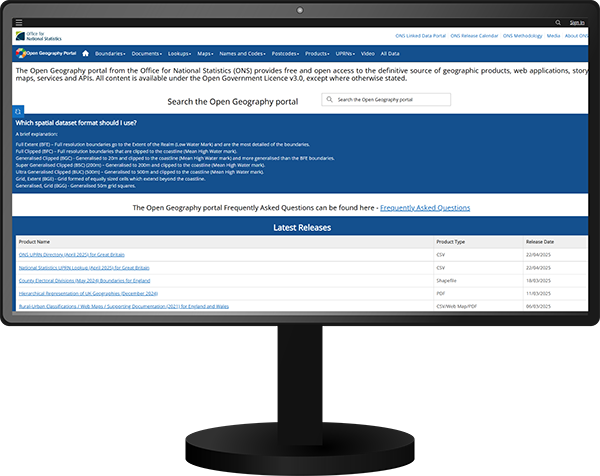 Sign In
Office for
National Statistics
ONS Linked Data Portal ONS Release Calendar ONS Methodology Media About ONS
Open Geography Portal Boundaries Documents Lookups Maps Names and Codes Postcodes Products UPRNs Video All Data
The Open Geography portal from the Office for National Statistics (ONS) provides free and open access to the definitive source of geographic products, web applications, story
maps, services and APIs. All content is available under the Open Government Licence v3.0, except where otherwise stated.
Search the Open Geography portal
Search the Open Geography portal
Which spatial dataset format should I use?
A brief explanation:
Full Extent (BFE) – Full resolution boundaries go to the Extent of the Realm (Low Water Mark) and are the most detailed of the boundaries.
Full Clipped (BFC) – Full resolution boundaries that are clipped to the coastline (Mean High Water mark).
Generalised Clipped (BGC) - Generalised to 20m and clipped to the coastline (Mean High Water mark) and more generalised than the BFE boundaries.
Super Generalised Clipped (BSC) (200m) – Generalised to 200m and clipped to the coastline (Mean High Water mark).
Ultra Generalised Clipped (BUC) (500m) – Generalised to 500m and clipped to the coastline (Mean High Water mark).
Grid, Extent (BGE) - Grid formed of equally sized cells which extend beyond the coastline.
Generalised, Grid (BGG) - Generalised 50m grid squares.
The Open Geography portal Frequently Asked Questions can be found here - Frequently Asked Questions
Latest Releases
Product Name Product Type Release Date
ONS UPRN Directory (April 2025) for Great Britain CSV 22/04/2025
National Statistics UPRN Lookup (April 2025) for Great Britain CSV 22/04/2025
County Electoral Divisions (May 2024) Boundaries for England Shapefile 18/03/2025
Hierarchical Representation of UK Geographies (December 2024) PDF 11/03/2025
Rural-Urban Classifications / Web Maps / Supporting Documentation (2021) for England and Wales CSV/Web Map/PDF 06/03/2025